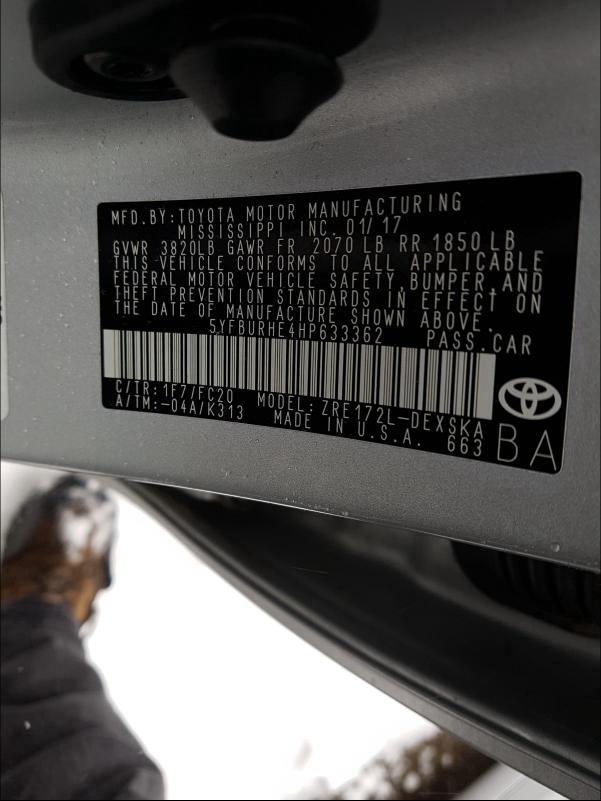 MFD.BY:TOYOTA MOTOR MANUFACTURING
MISSISSIPPI INC. 01/17
GVWR 3820LB GAWR FR 2070 LB RR 1850 LB
THIS VEHICLE CONFORMS TO ALL APPLICABLE
FEDERAL MOTOR VEHICLE SAFETY,BUMPER,AND
THEFT PREVENTION STANDARDS IN EFFECT ON
THE DATE OF MANUFACTURE SHOWN ABOVE.
5YFBURHE4HP633362 PASS.CAR
C/TR:1F7/FC20 MODEL: ZRE172L-DEXSKA
A/TM:-04A/K313 MADE IN U.S.A. 663
BA